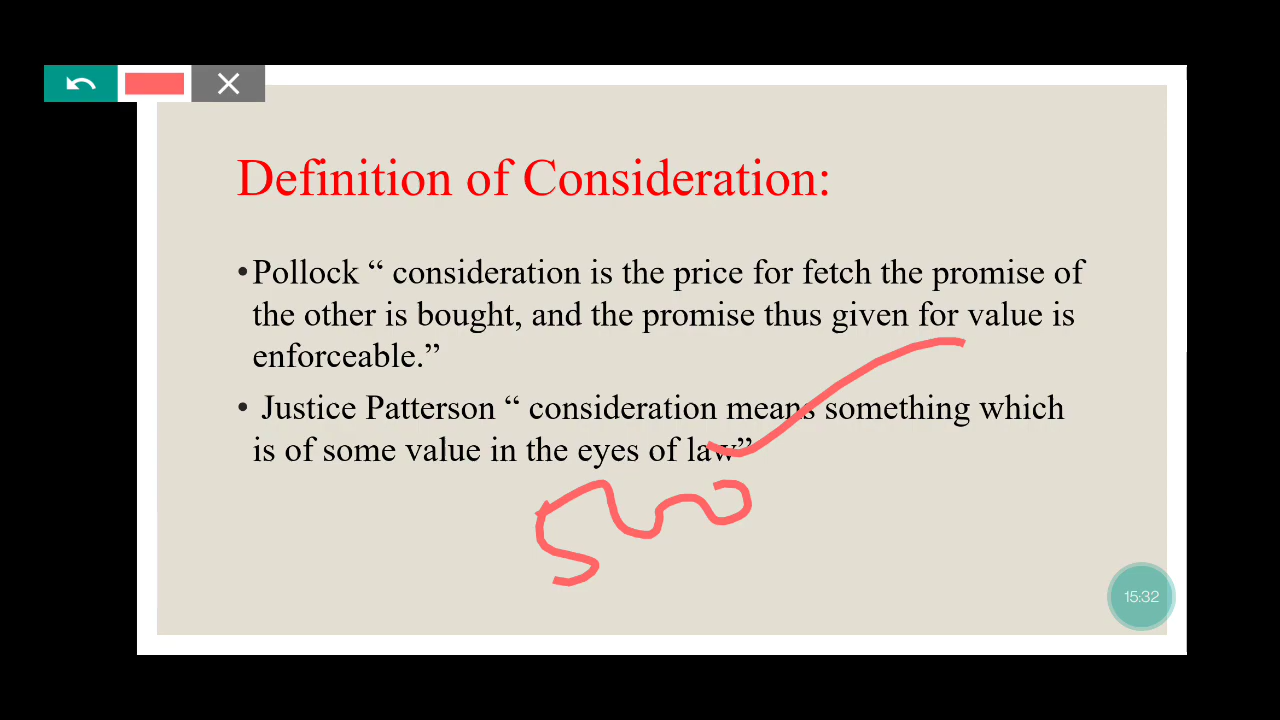 Definition of Consideration:
•Pollock “ consideration is the price for fetch the promise of
the other is bought, and the promise thus given for value is
enforceable.”
• Justice Patterson “ consideration means something which
is of some value in the eyes of law”
15:32